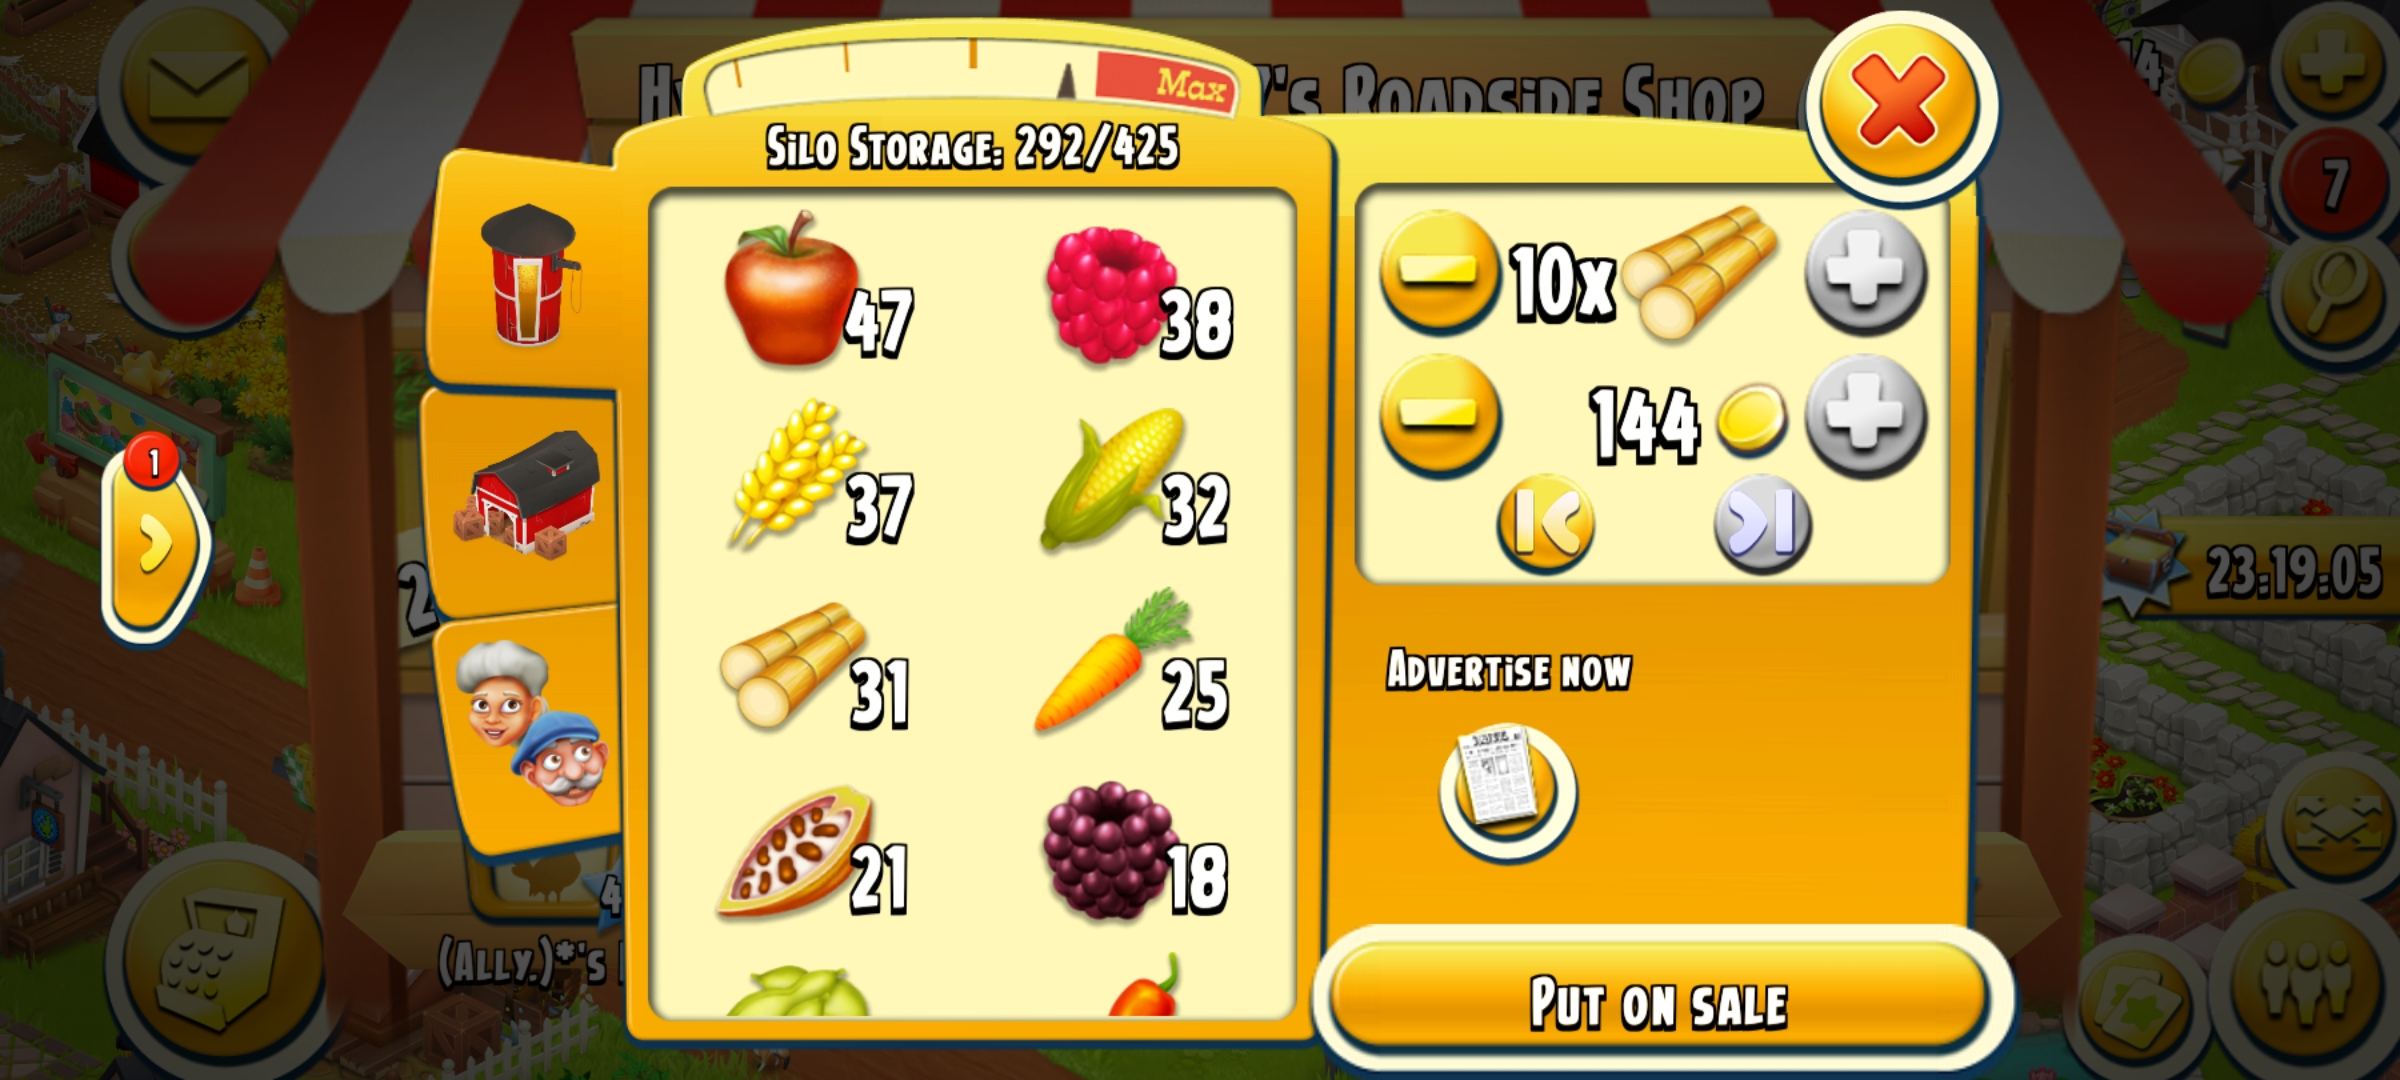 Max
'S ROADSIDE SHOP
SILO STORAGE: 292/425
7
47
38
10x
144
37
32
1
23:19:05
31
25
ADVERTISE NOW
21
18
(ALLY.)*'S
PUT ON SALE